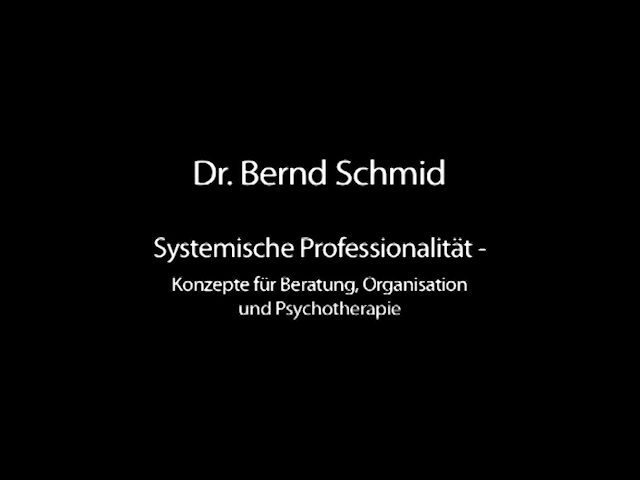 Dr. Bernd Schmid
Systemische Professionalität -
Konzepte für Beratung, Organisation
und Psychotherapie